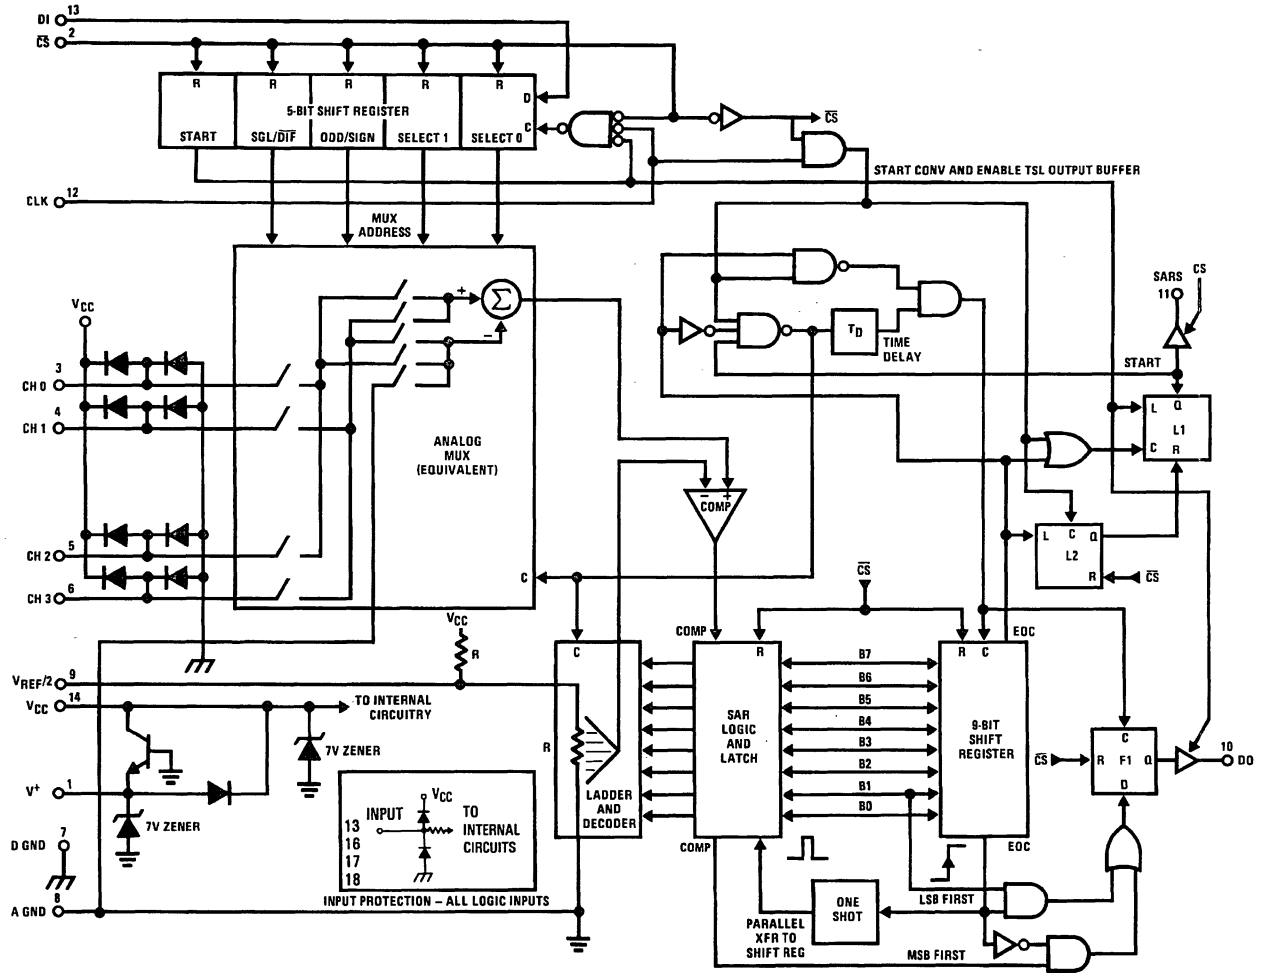 DI 13
C̅S̅ 2
R R R R R
5-BIT SHIFT REGISTER
D
C
START SGL/D̅I̅F̅ ODD/SIGN SELECT 1 SELECT 0
C̅S̅
START CONV AND ENABLE TSL OUTPUT BUFFER
CLK 12
MUX
ADDRESS
SARS
11
CS
VCC
+
Σ
−
TD
TIME
DELAY
START
3
CH 0
4
CH 1
L Q
L1
C R
ANALOG
MUX
(EQUIVALENT)
− +
COMP
5
CH 2
6
CH 3
C
L C Q
L2
R C̅S̅
C̅S̅
VCC
R
COMP
EOC
C
R
R C
VREF/2 9
VCC 14
TO INTERNAL
CIRCUITRY
7V ZENER
V+ 1
7V ZENER
R
LADDER
AND
DECODER
SAR
LOGIC
AND
LATCH
B7
B6
B5
B4
B3
B2
B1
B0
9-BIT
SHIFT
REGISTER
C̅S̅
C
R F1 Q
D
10
DO
COMP
EOC
7
D GND
8
A GND
VCC
INPUT
TO
INTERNAL
CIRCUITS
13
16
17
18
INPUT PROTECTION – ALL LOGIC INPUTS
ONE
SHOT
PARALLEL
XFR TO
SHIFT REG
LSB FIRST
MSB FIRST